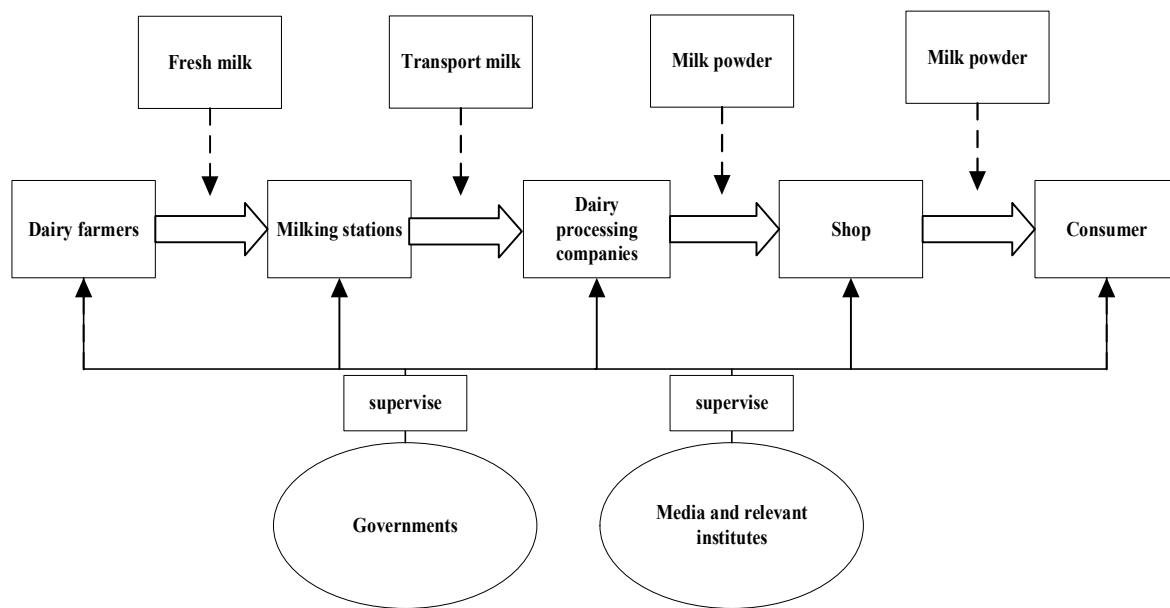 Fresh milk
Transport milk
Milk powder
Milk powder
Dairy farmers
Milking stations
Dairy
processing
companies
Shop
Consumer
supervise
supervise
Governments
Media and relevant
institutes